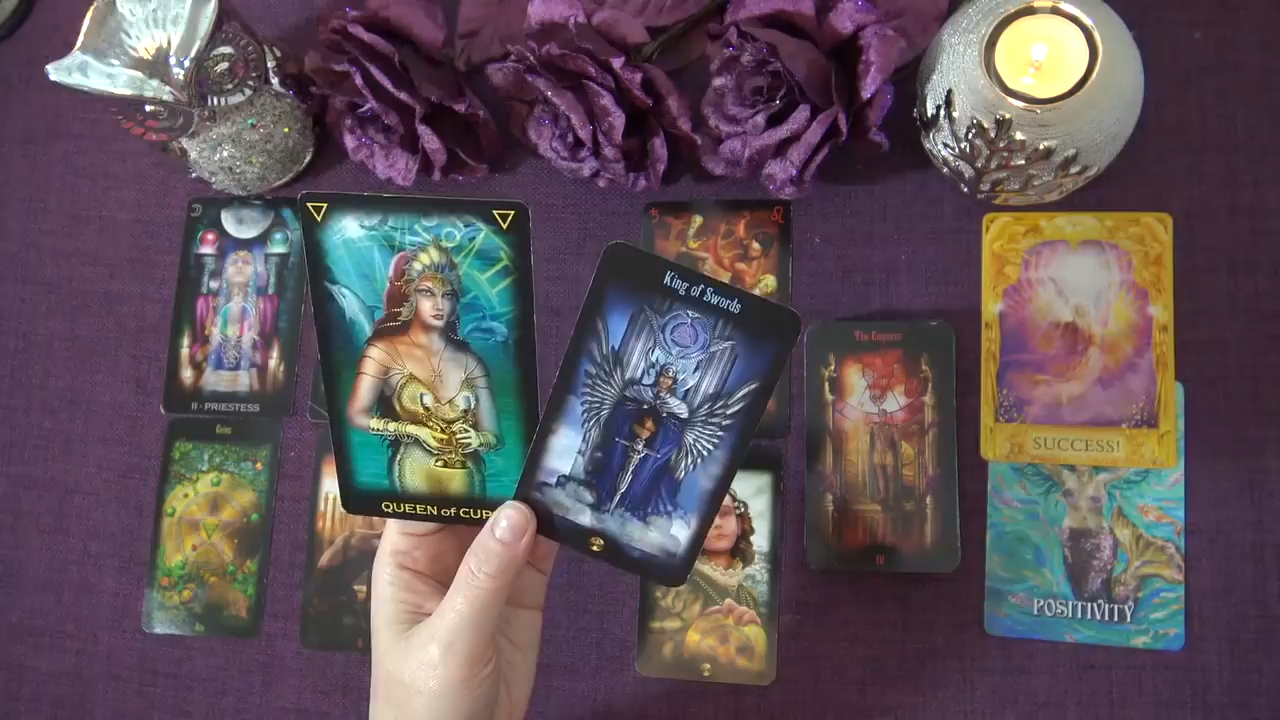 II - PRIESTESS
QUEEN of CUPS
King of Swords
The Emperor
IV
SUCCESS!
POSITIVITY